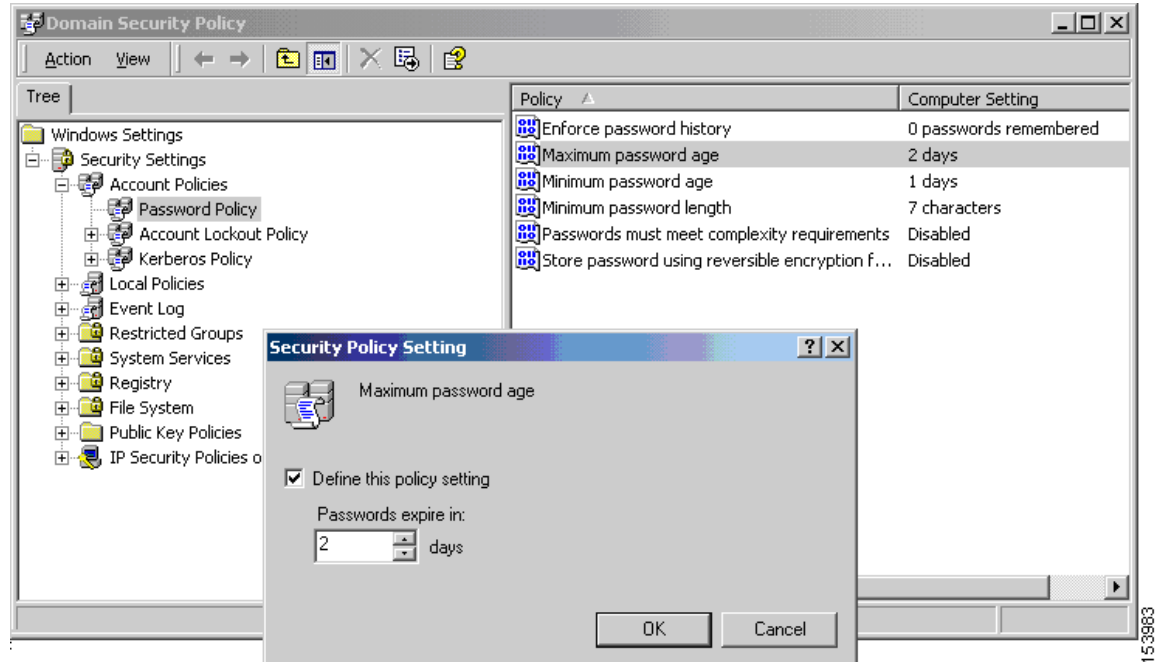 Domain Security Policy
Action View
Tree
Policy Computer Setting
Windows Settings
Security Settings
Account Policies
Password Policy
Account Lockout Policy
Kerberos Policy
Local Policies
Event Log
Restricted Groups
System Services
Registry
File System
Public Key Policies
IP Security Policies o
Enforce password history 0 passwords remembered
Maximum password age 2 days
Minimum password age 1 days
Minimum password length 7 characters
Passwords must meet complexity requirements Disabled
Store password using reversible encryption f... Disabled
Security Policy Setting
Maximum password age
Define this policy setting
Passwords expire in:
2 days
OK Cancel
153983